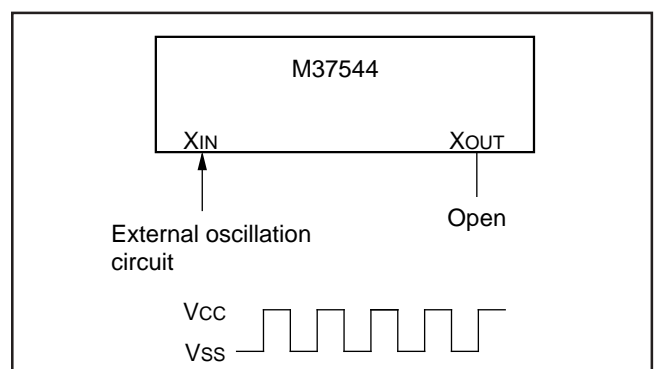 M37544
XIN XOUT
External oscillation
circuit
Open
VCC
VSS